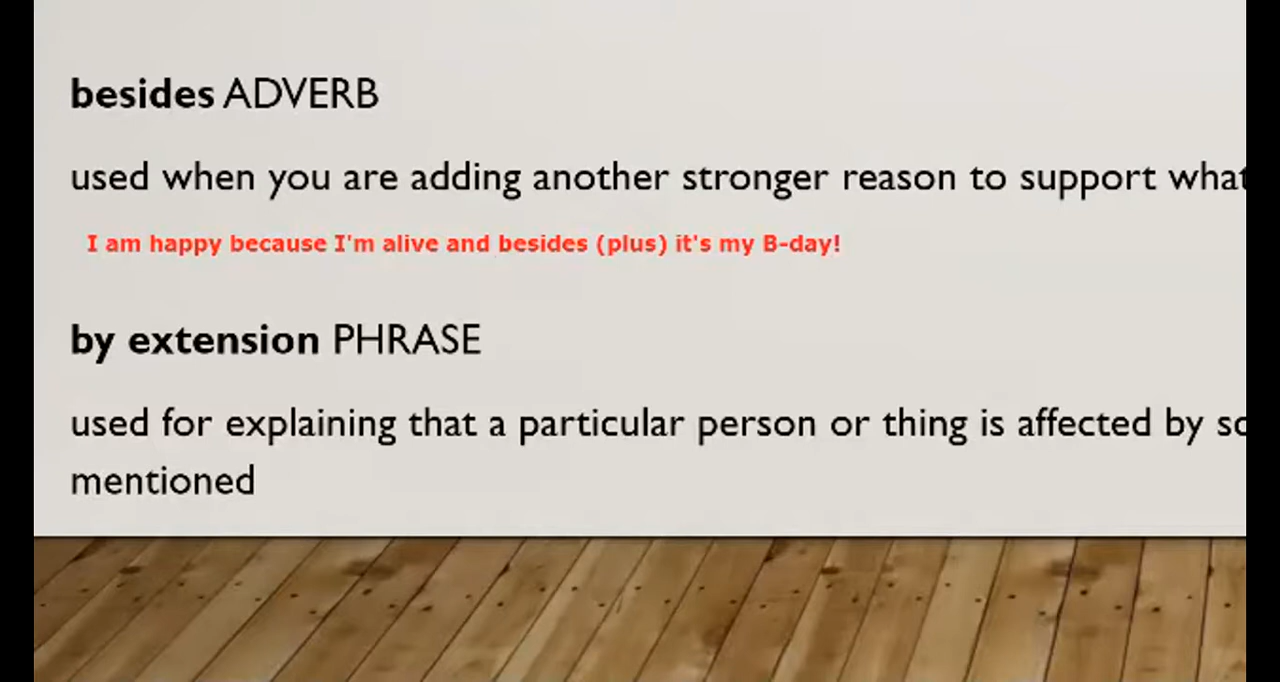 besides ADVERB
used when you are adding another stronger reason to support what
I am happy because I'm alive and besides (plus) it's my B-day!
by extension PHRASE
used for explaining that a particular person or thing is affected by
mentioned